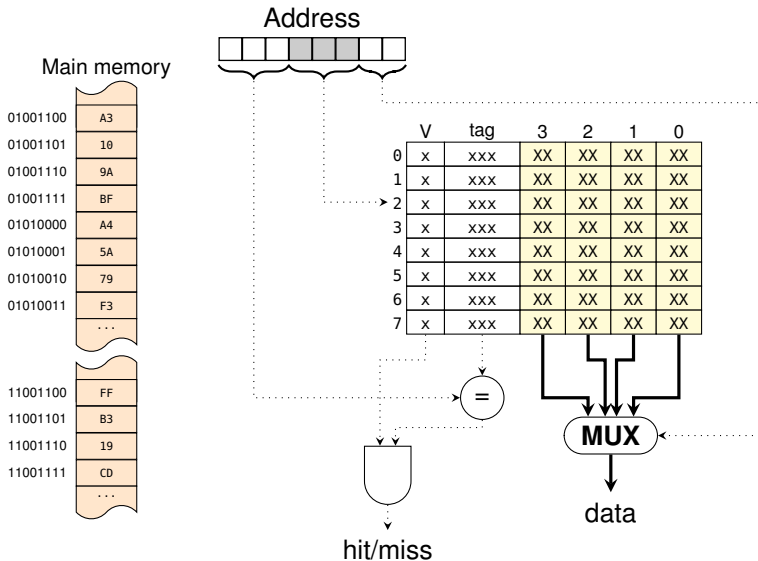 Address
Main memory
01001100 A3
01001101 10
01001110 9A
01001111 BF
01010000 A4
01010001 5A
01010010 79
01010011 F3
...
11001100 FF
11001101 B3
11001110 19
11001111 CD
...
V tag 3 2 1 0
0 x xxx XX XX XX XX
1 x xxx XX XX XX XX
2 x xxx XX XX XX XX
3 x xxx XX XX XX XX
4 x xxx XX XX XX XX
5 x xxx XX XX XX XX
6 x xxx XX XX XX XX
7 x xxx XX XX XX XX
=
MUX
data
hit/miss